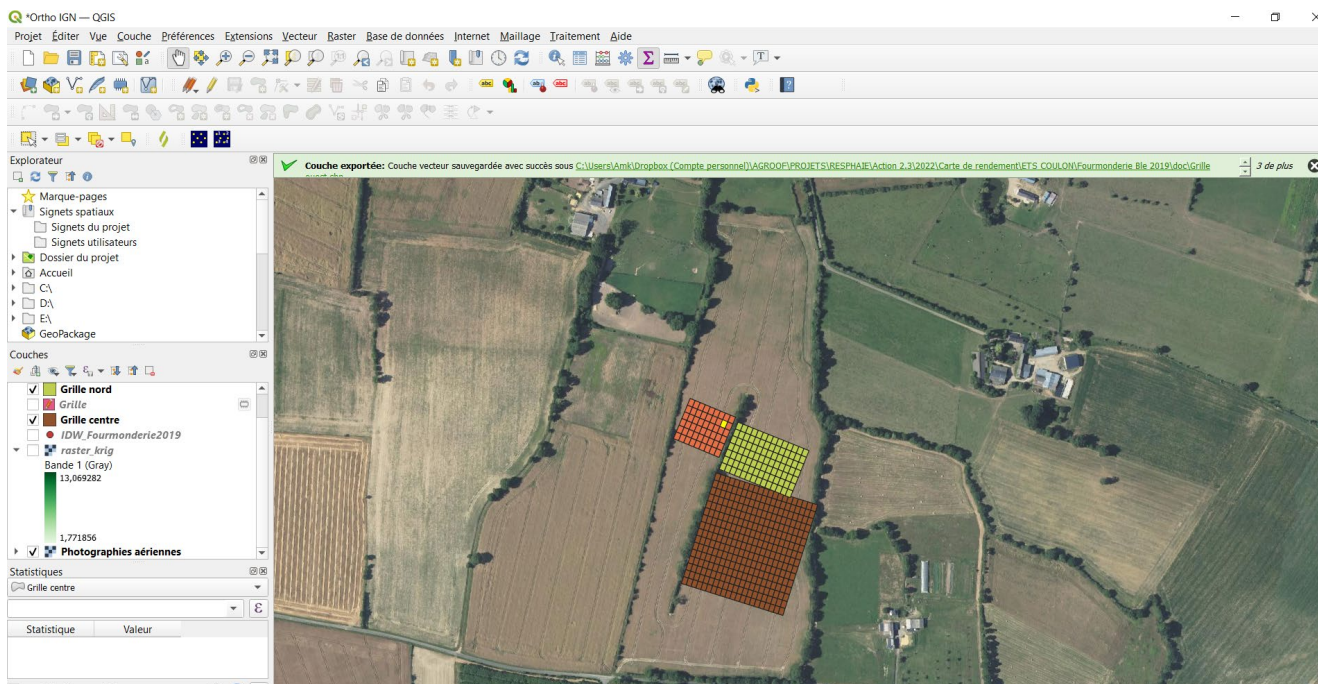 *Ortho IGN — QGIS
Projet Éditer Vue Couche Préférences Extensions Vecteur Raster Base de données Internet Maillage Traitement Aide
Explorateur
Marque-pages
Signets spatiaux
Signets du projet
Signets utilisateurs
Dossier du projet
Accueil
C:\
D:\
E:\
GeoPackage
Couche exportée: Couche vecteur sauvegardée avec succès sous C:\Users\Amk\Dropbox (Compte personnel)\AGROOF\PROJETS\RESPHAIE\Action 2.3\2022\Carte de rendement\ETS COULON\Fourmonderie Ble 2019\doc\Grille
3 de plus
Couches
Grille nord
Grille
Grille centre
IDW_Fourmonderie2019
raster_krig
Bande 1 (Gray)
13,069282
1,771856
Photographies aériennes
Statistiques
Grille centre
ε
Statistique Valeur